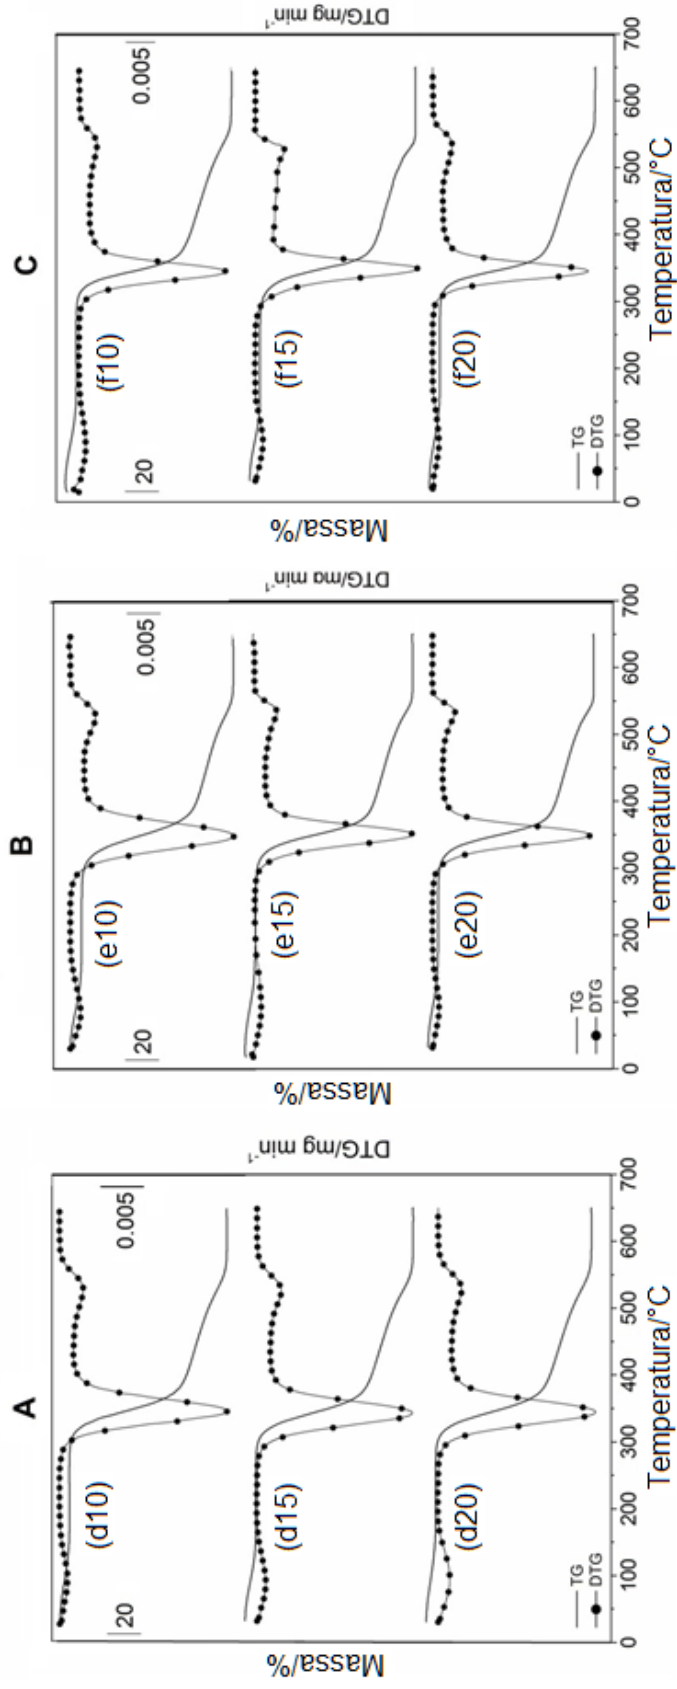 A
Massa/%
DTG/mg min⁻¹
20
(d10)
0.005
(d15)
(d20)
TG
DTG
0 100 200 300 400 500 600 700
Temperatura/°C
B
Massa/%
DTG/mg min⁻¹
20
(e10)
0.005
(e15)
(e20)
TG
DTG
0 100 200 300 400 500 600 700
Temperatura/°C
C
Massa/%
DTG/mg min⁻¹
20
(f10)
0.005
(f15)
(f20)
TG
DTG
0 100 200 300 400 500 600 700
Temperatura/°C